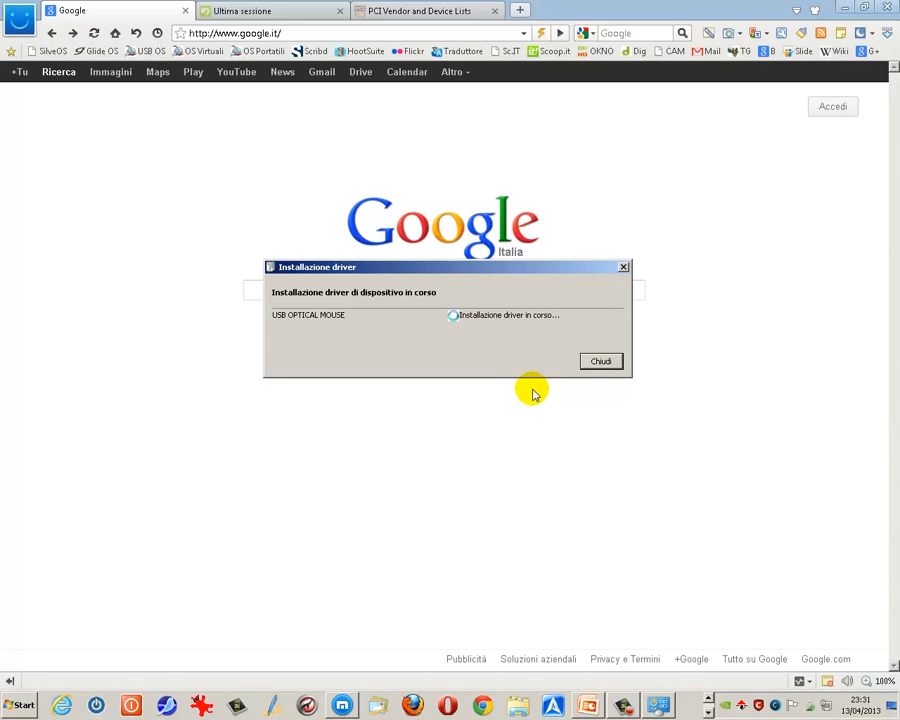 Google
Ultima sessione
PCI Vendor and Device Lists
http://www.google.it/
Google
SilveOS
Glide OS
USB OS
OS Virtuali
OS Portatili
Scribd
HootSuite
Flickr
Traduttore
Sc.IT
Scoop.it
OKNO
Dig
CAM
Mail
TG
B
Slide
Wiki
G+
+Tu
Ricerca
Immagini
Maps
Play
YouTube
News
Gmail
Drive
Calendar
Altro
Accedi
Google
Italia
Installazione driver
Installazione driver di dispositivo in corso
USB OPTICAL MOUSE
Installazione driver in corso...
Chiudi
Pubblicità
Soluzioni aziendali
Privacy e Termini
+Google
Tutto su Google
Google.com
100%
Start
23:31
13/04/2013